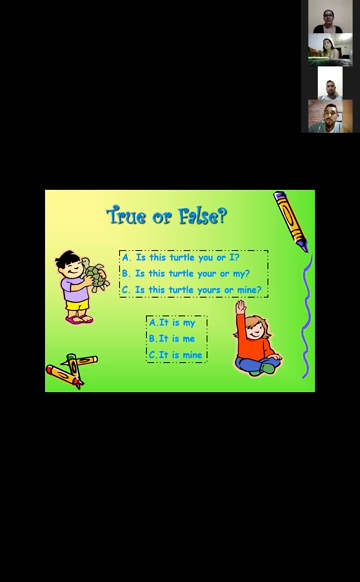 True or False?
A. Is this turtle you or I?
B. Is this turtle your or my?
C. Is this turtle yours or mine?
A.It is my
B.It is me
C.It is mine